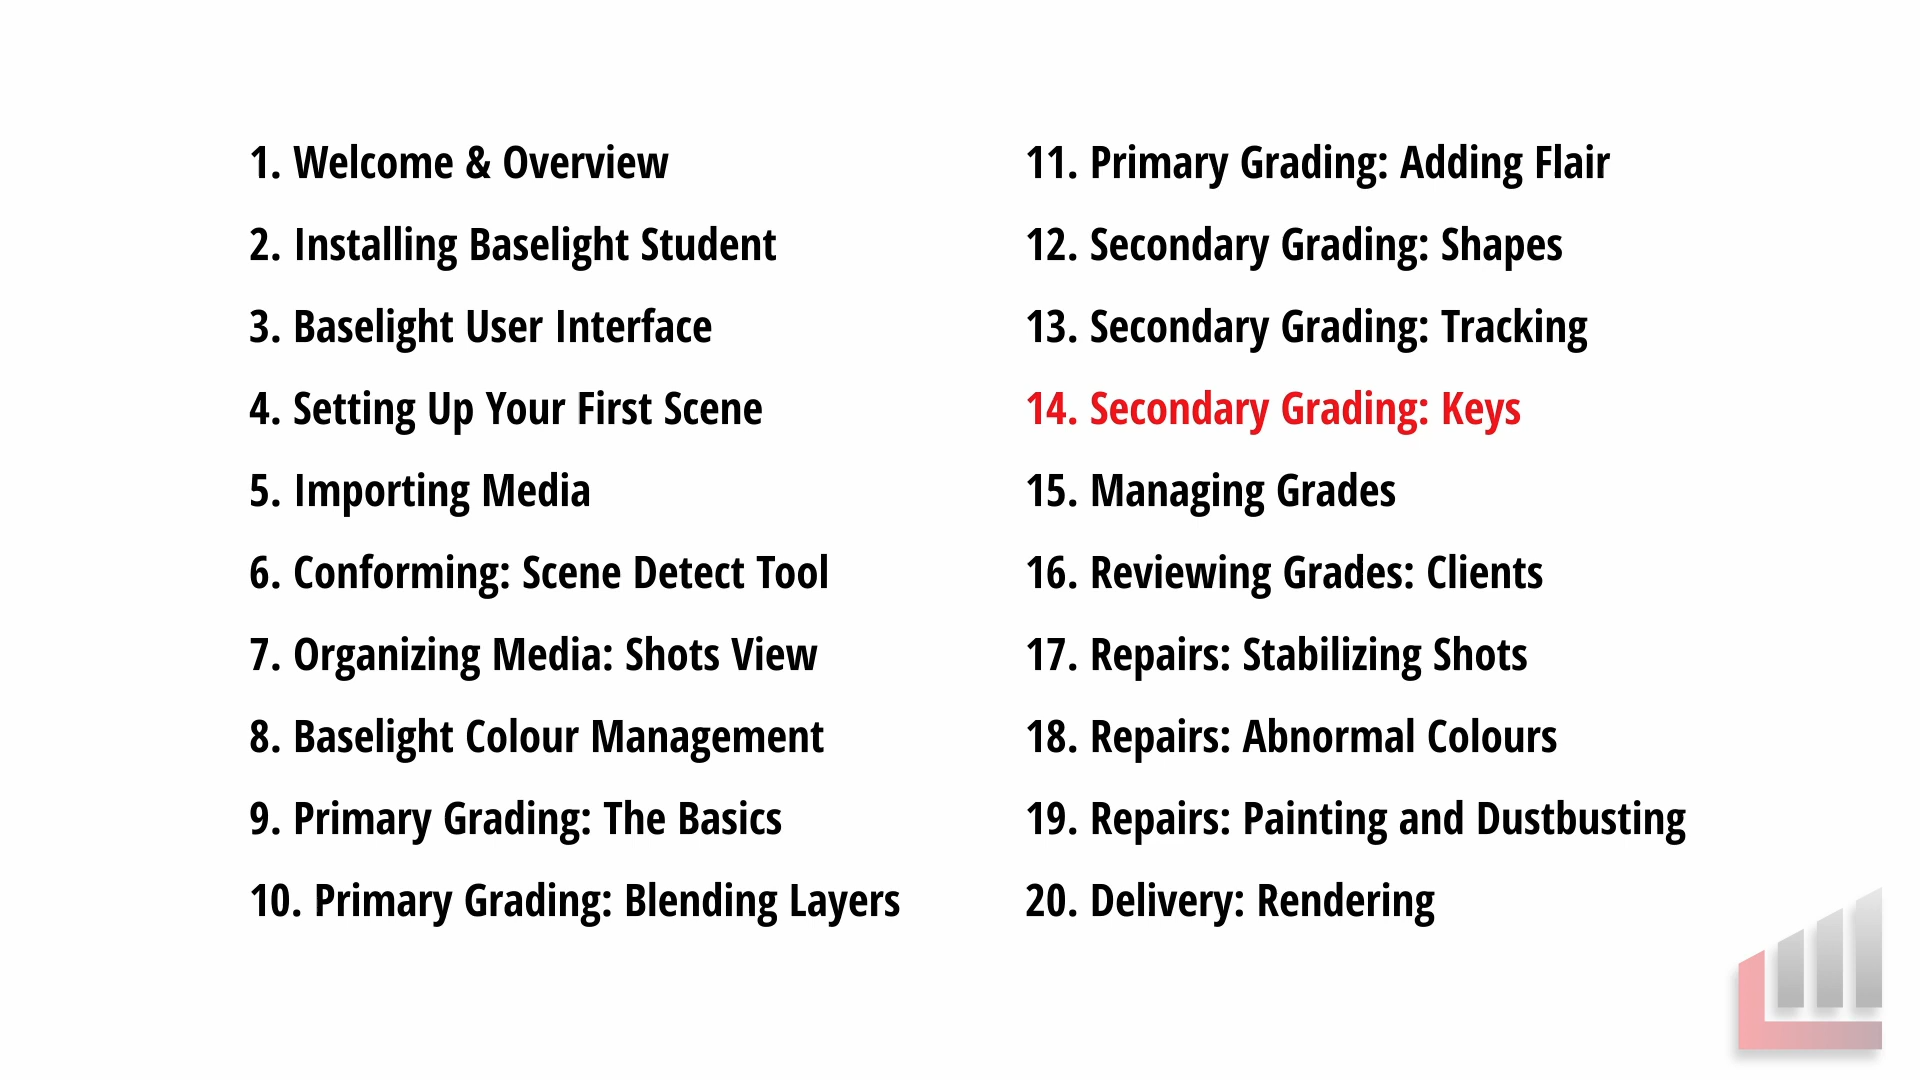 1. Welcome & Overview
2. Installing Baselight Student
3. Baselight User Interface
4. Setting Up Your First Scene
5. Importing Media
6. Conforming: Scene Detect Tool
7. Organizing Media: Shots View
8. Baselight Colour Management
9. Primary Grading: The Basics
10. Primary Grading: Blending Layers
11. Primary Grading: Adding Flair
12. Secondary Grading: Shapes
13. Secondary Grading: Tracking
14. Secondary Grading: Keys
15. Managing Grades
16. Reviewing Grades: Clients
17. Repairs: Stabilizing Shots
18. Repairs: Abnormal Colours
19. Repairs: Painting and Dustbusting
20. Delivery: Rendering